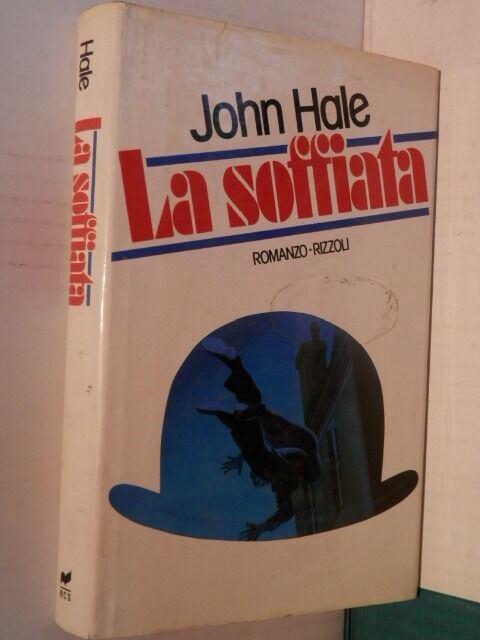 Hale
La soffiata
RCS
John Hale
La soffiata
ROMANZO-RIZZOLI